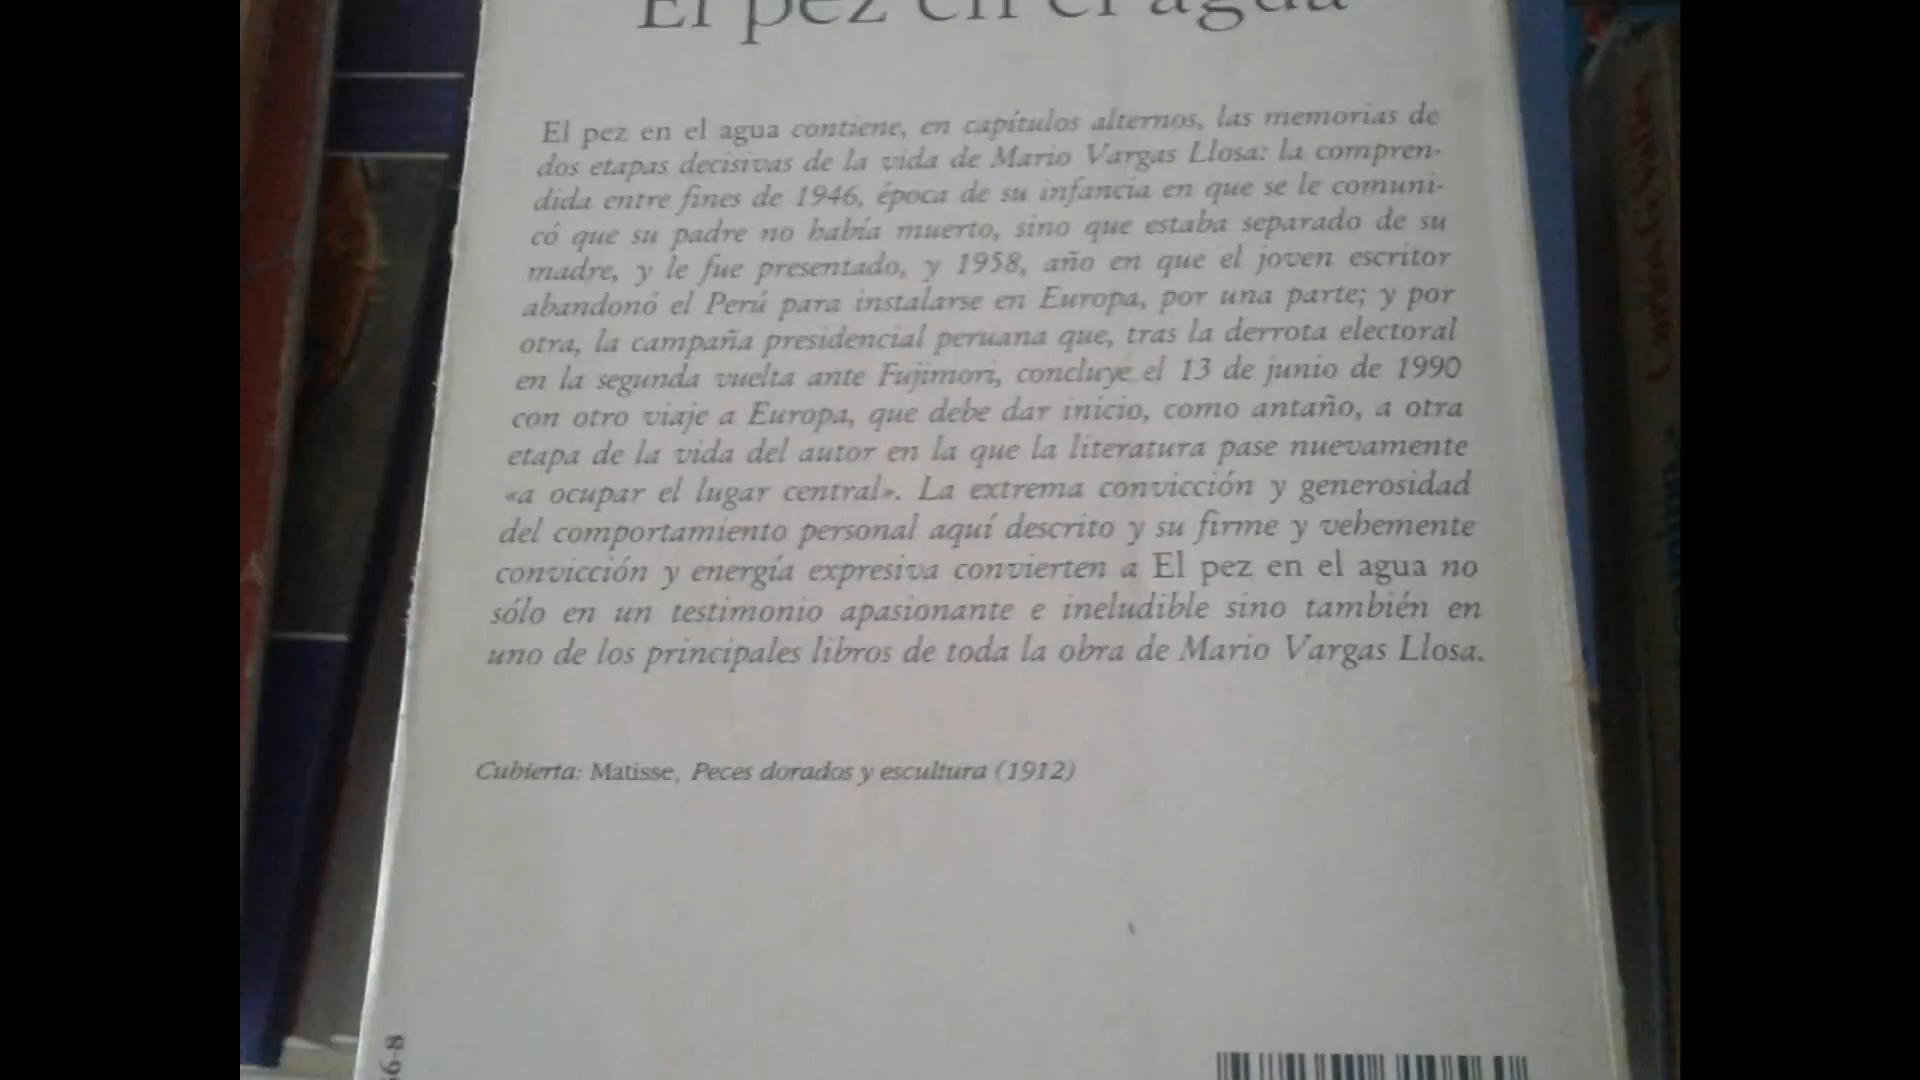 El pez en el agua
El pez en el agua contiene, en capítulos alternos, las memorias de
dos etapas decisivas de la vida de Mario Vargas Llosa: la compren-
dida entre fines de 1946, época de su infancia en que se le comuni-
có que su padre no había muerto, sino que estaba separado de su
madre, y le fue presentado, y 1958, año en que el joven escritor
abandonó el Perú para instalarse en Europa, por una parte; y por
otra, la campaña presidencial peruana que, tras la derrota electoral
en la segunda vuelta ante Fujimori, concluye el 13 de junio de 1990
con otro viaje a Europa, que debe dar inicio, como antaño, a otra
etapa de la vida del autor en la que la literatura pase nuevamente
«a ocupar el lugar central». La extrema convicción y generosidad
del comportamiento personal aquí descrito y su firme y vehemente
convicción y energía expresiva convierten a El pez en el agua no
sólo en un testimonio apasionante e ineludible sino también en
uno de los principales libros de toda la obra de Mario Vargas Llosa.
Cubierta: Matisse, Peces dorados y escultura (1912)